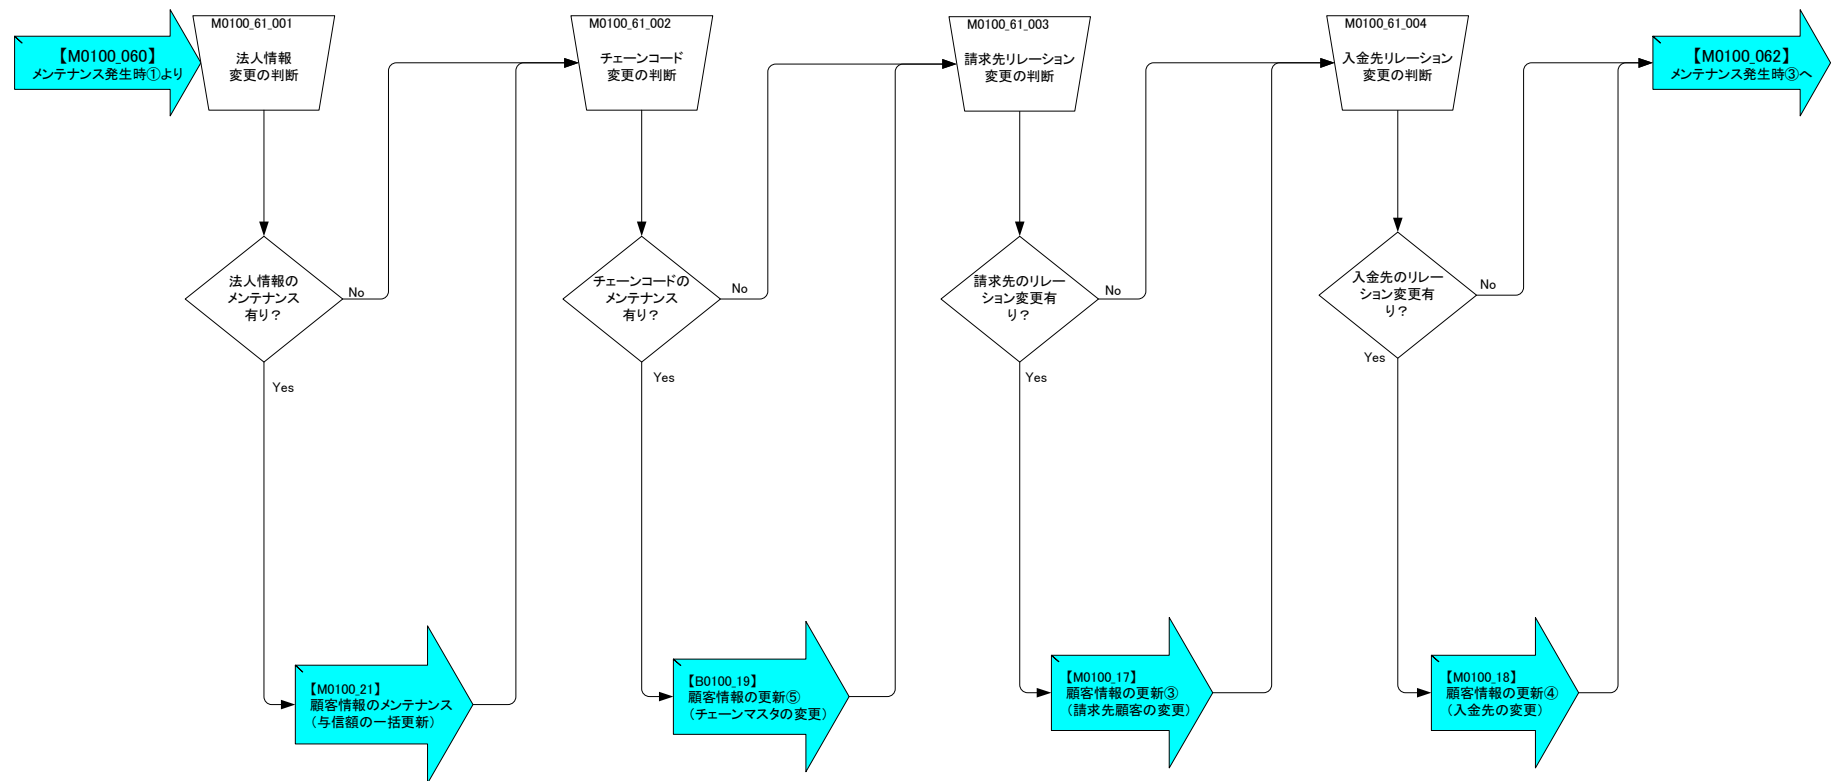 【M0100_060】
メンテナンス発生時①より
M0100_61_001
法人情報
変更の判断
M0100_61_002
チェーンコード
変更の判断
M0100_61_003
請求先リレーション
変更の判断
M0100_61_004
入金先リレーション
変更の判断
【M0100_062】
メンテナンス発生時③へ
法人情報の
メンテナンス
有り？
No
Yes
チェーンコードの
メンテナンス
有り？
No
Yes
請求先のリレー
ション変更有
り？
No
Yes
入金先のリレー
ション変更有
り？
No
Yes
【M0100_21】
顧客情報のメンテナンス
（与信額の一括更新）
【B0100_19】
顧客情報の更新⑤
（チェーンマスタの変更）
【M0100_17】
顧客情報の更新③
（請求先顧客の変更）
【M0100_18】
顧客情報の更新④
（入金先の変更）